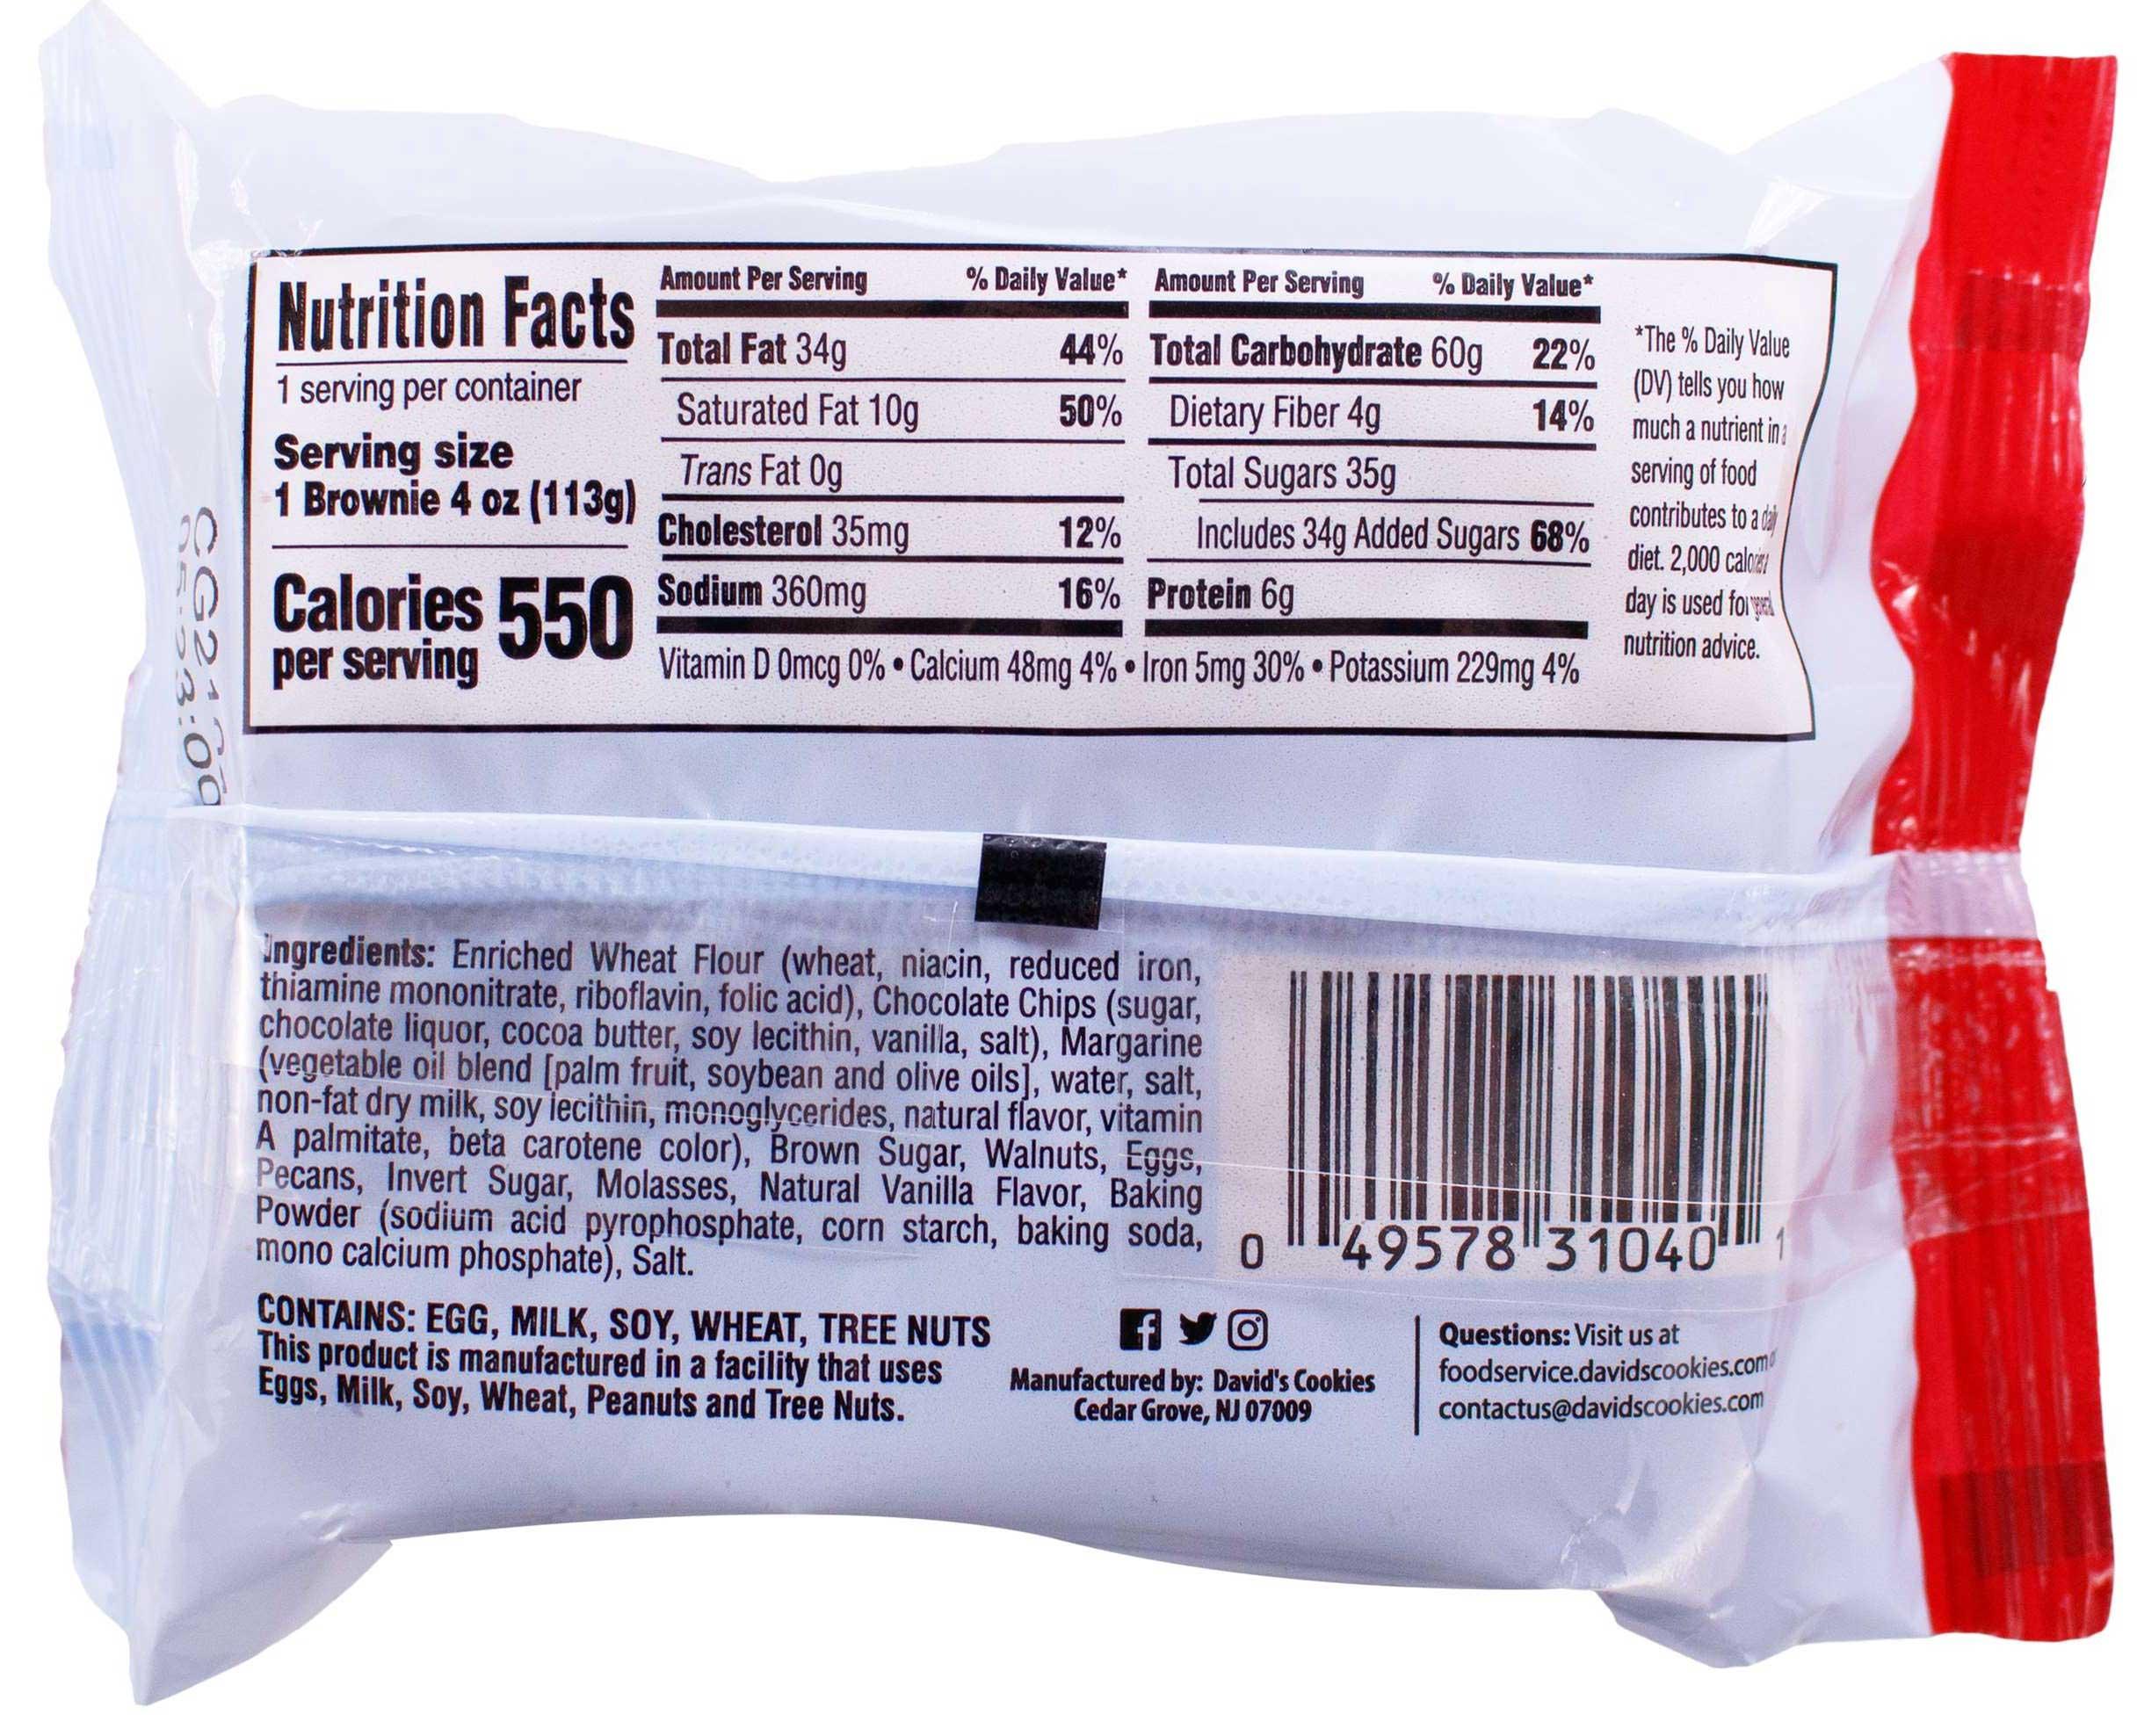 Nutrition Facts
1 serving per container
Serving size
1 Brownie 4 oz (113g)
Calories 550
per serving
Amount Per Serving % Daily Value*
Total Fat 34g 44%
Saturated Fat 10g 50%
Trans Fat 0g
Cholesterol 35mg 12%
Sodium 360mg 16%
Amount Per Serving % Daily Value*
Total Carbohydrate 60g 22%
Dietary Fiber 4g 14%
Total Sugars 35g
Includes 34g Added Sugars 68%
Protein 6g
Vitamin D 0mcg 0% • Calcium 48mg 4% • Iron 5mg 30% • Potassium 229mg 4%
*The % Daily Value
(DV) tells you how
much a nutrient in a
serving of food
contributes to a daily
diet. 2,000 calories a
day is used for general
nutrition advice.
Ingredients: Enriched Wheat Flour (wheat, niacin, reduced iron,
thiamine mononitrate, riboflavin, folic acid), Chocolate Chips (sugar,
chocolate liquor, cocoa butter, soy lecithin, vanilla, salt), Margarine
(vegetable oil blend [palm fruit, soybean and olive oils], water, salt,
non-fat dry milk, soy lecithin, monoglycerides, natural flavor, vitamin
A palmitate, beta carotene color), Brown Sugar, Walnuts, Eggs,
Pecans, Invert Sugar, Molasses, Natural Vanilla Flavor, Baking
Powder (sodium acid pyrophosphate, corn starch, baking soda,
mono calcium phosphate), Salt.
CONTAINS: EGG, MILK, SOY, WHEAT, TREE NUTS
This product is manufactured in a facility that uses
Eggs, Milk, Soy, Wheat, Peanuts and Tree Nuts.
0 49578 31040 1
Manufactured by: David's Cookies
Cedar Grove, NJ 07009
Questions: Visit us at
foodservice.davidscookies.com
contactus@davidscookies.com